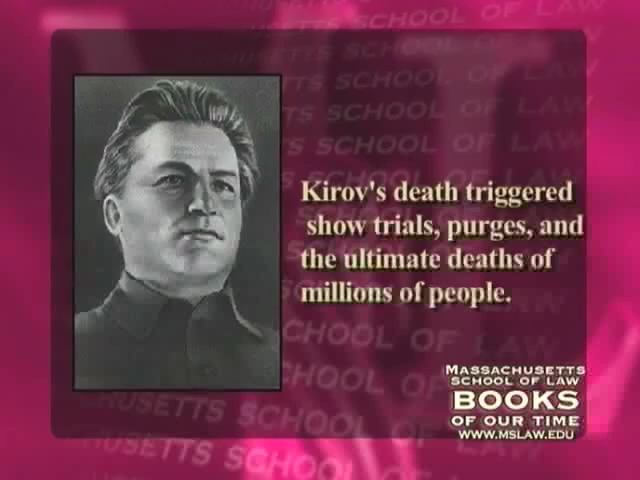 Kirov's death triggered
show trials, purges, and
the ultimate deaths of
millions of people.
MASSACHUSETTS
SCHOOL OF LAW
BOOKS
OF OUR TIME
WWW.MSLAW.EDU